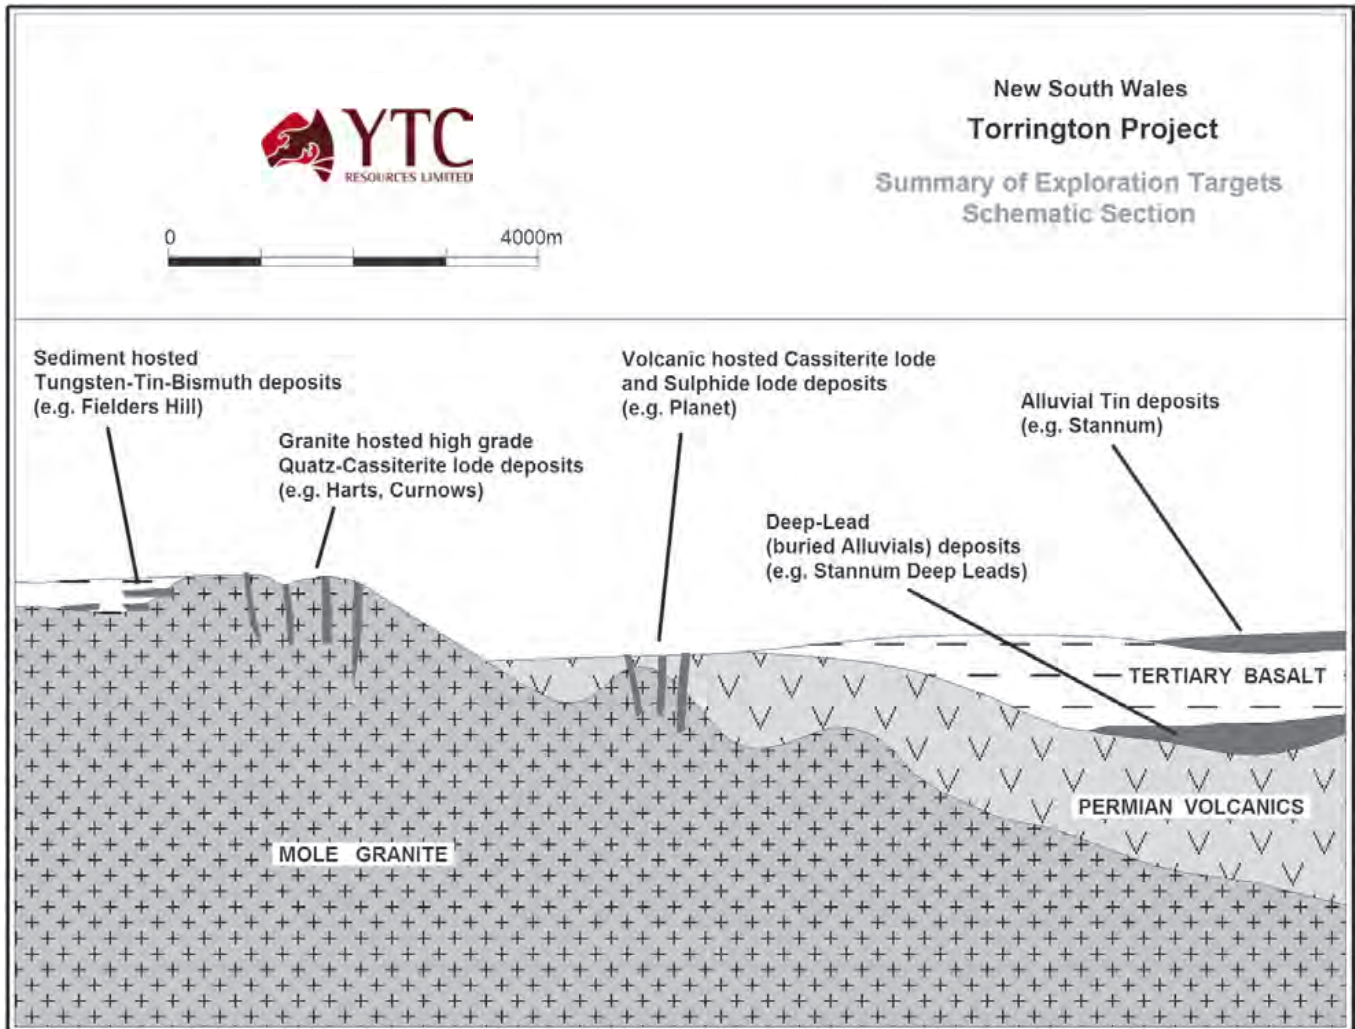 YTC
RESOURCES LIMITED
New South Wales
Torrington Project
Summary of Exploration Targets
Schematic Section
0 4000m
Sediment hosted
Tungsten-Tin-Bismuth deposits
(e.g. Fielders Hill)
Granite hosted high grade
Quatz-Cassiterite lode deposits
(e.g. Harts, Curnows)
Volcanic hosted Cassiterite lode
and Sulphide lode deposits
(e.g. Planet)
Alluvial Tin deposits
(e.g. Stannum)
Deep-Lead
(buried Alluvials) deposits
(e.g. Stannum Deep Leads)
TERTIARY BASALT
PERMIAN VOLCANICS
MOLE GRANITE